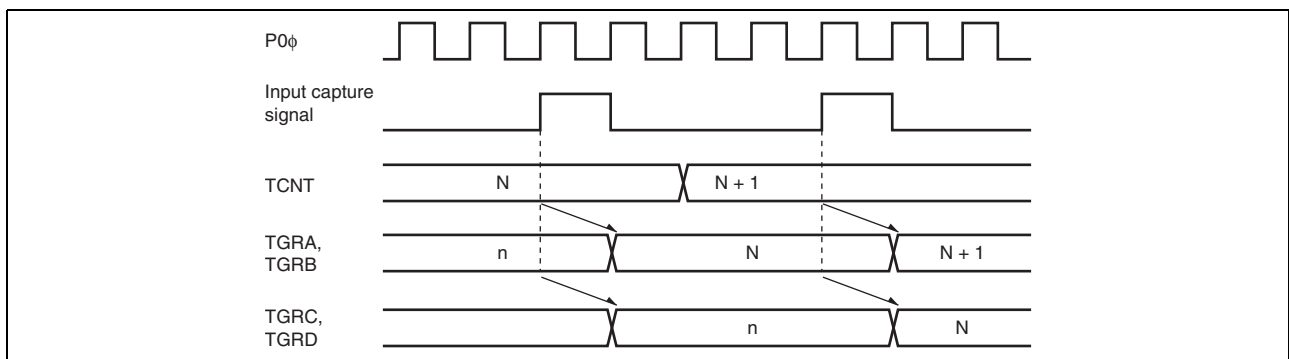 P0ϕ
Input capture
signal
TCNT
N
N + 1
TGRA,
TGRB
n
N
N + 1
TGRC,
TGRD
n
N